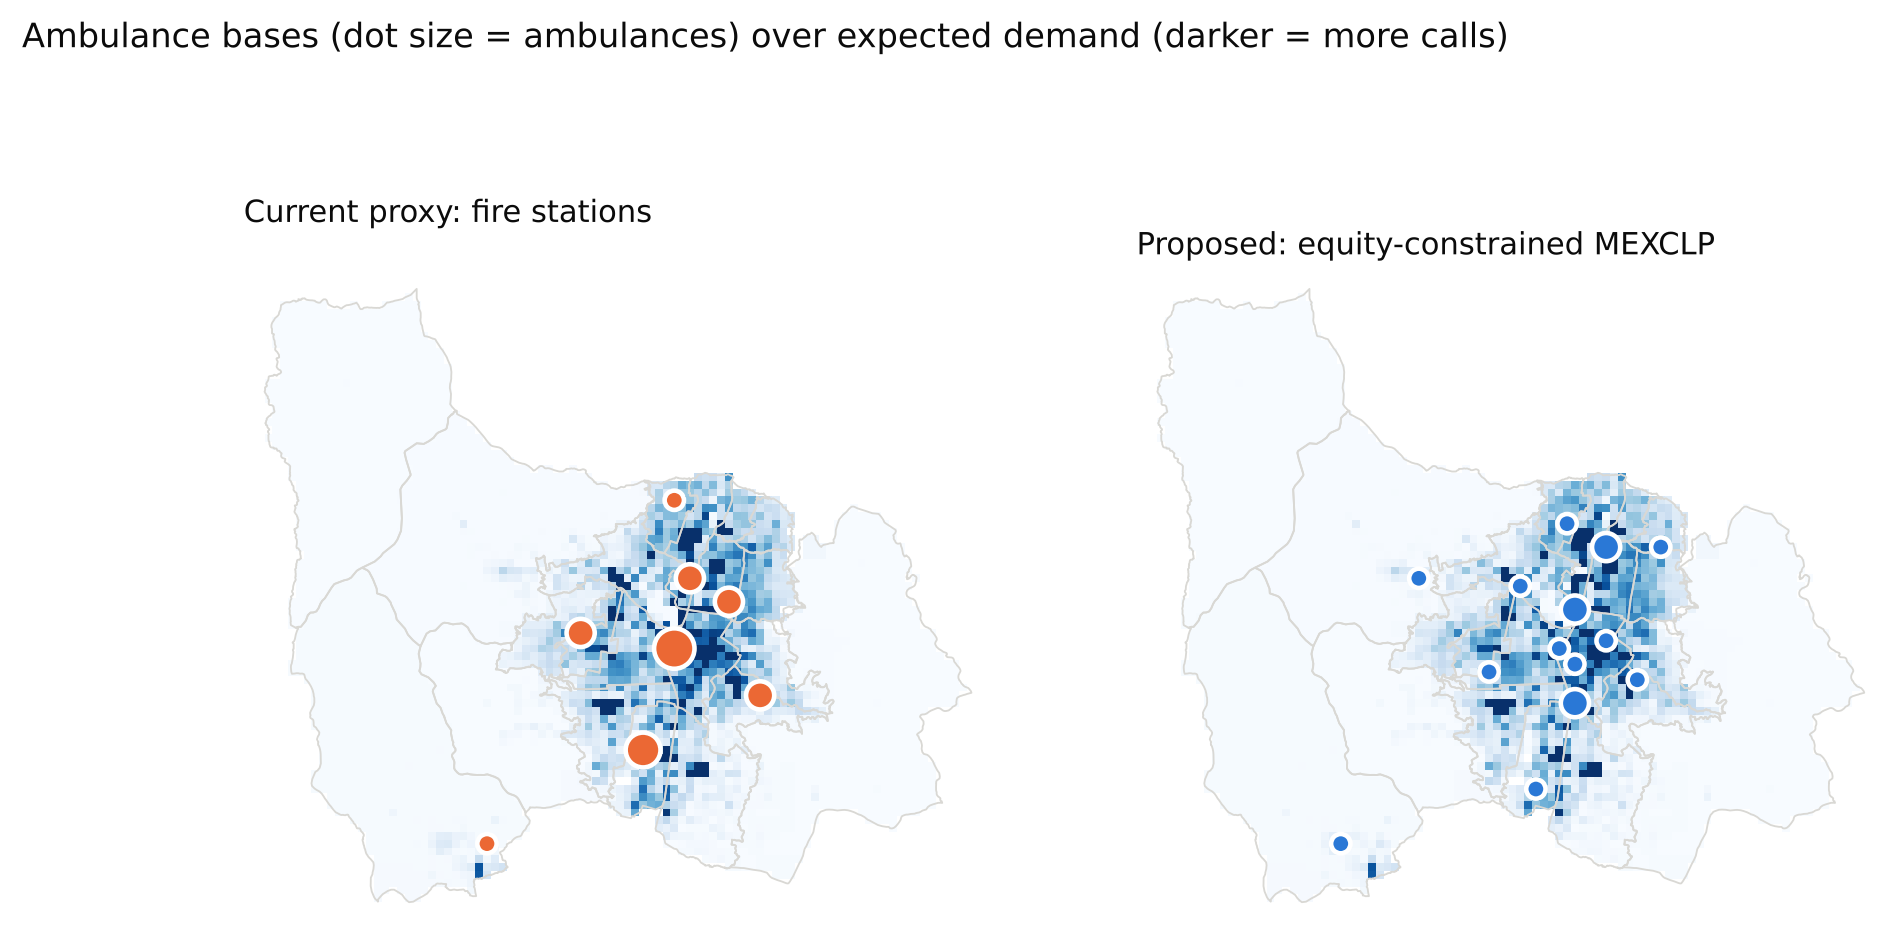 Ambulance bases (dot size = ambulances) over expected demand (darker = more calls)
Current proxy: fire stations
Proposed: equity-constrained MEXCLP